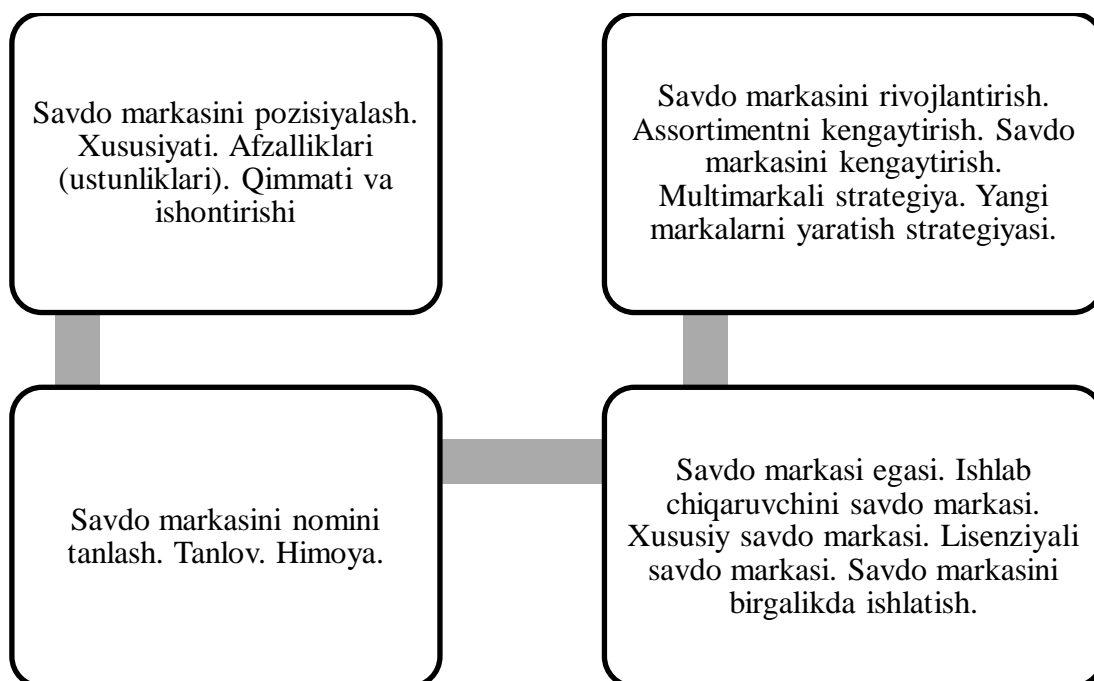 Savdo markasini pozisiyalash.
Xususiyati. Afzalliklari
(ustunliklari). Qimmati va
ishontirishi
Savdo markasini nomini
tanlash. Tanlov. Himoya.
Savdo markasi egasi. Ishlab
chiqaruvchini savdo markasi.
Xususiy savdo markasi. Lisenziyali
savdo markasi. Savdo markasini
birgalikda ishlatish.
Savdo markasini rivojlantirish.
Assortimentni kengaytirish. Savdo
markasini kengaytirish.
Multimarkali strategiya. Yangi
markalarni yaratish strategiyasi.